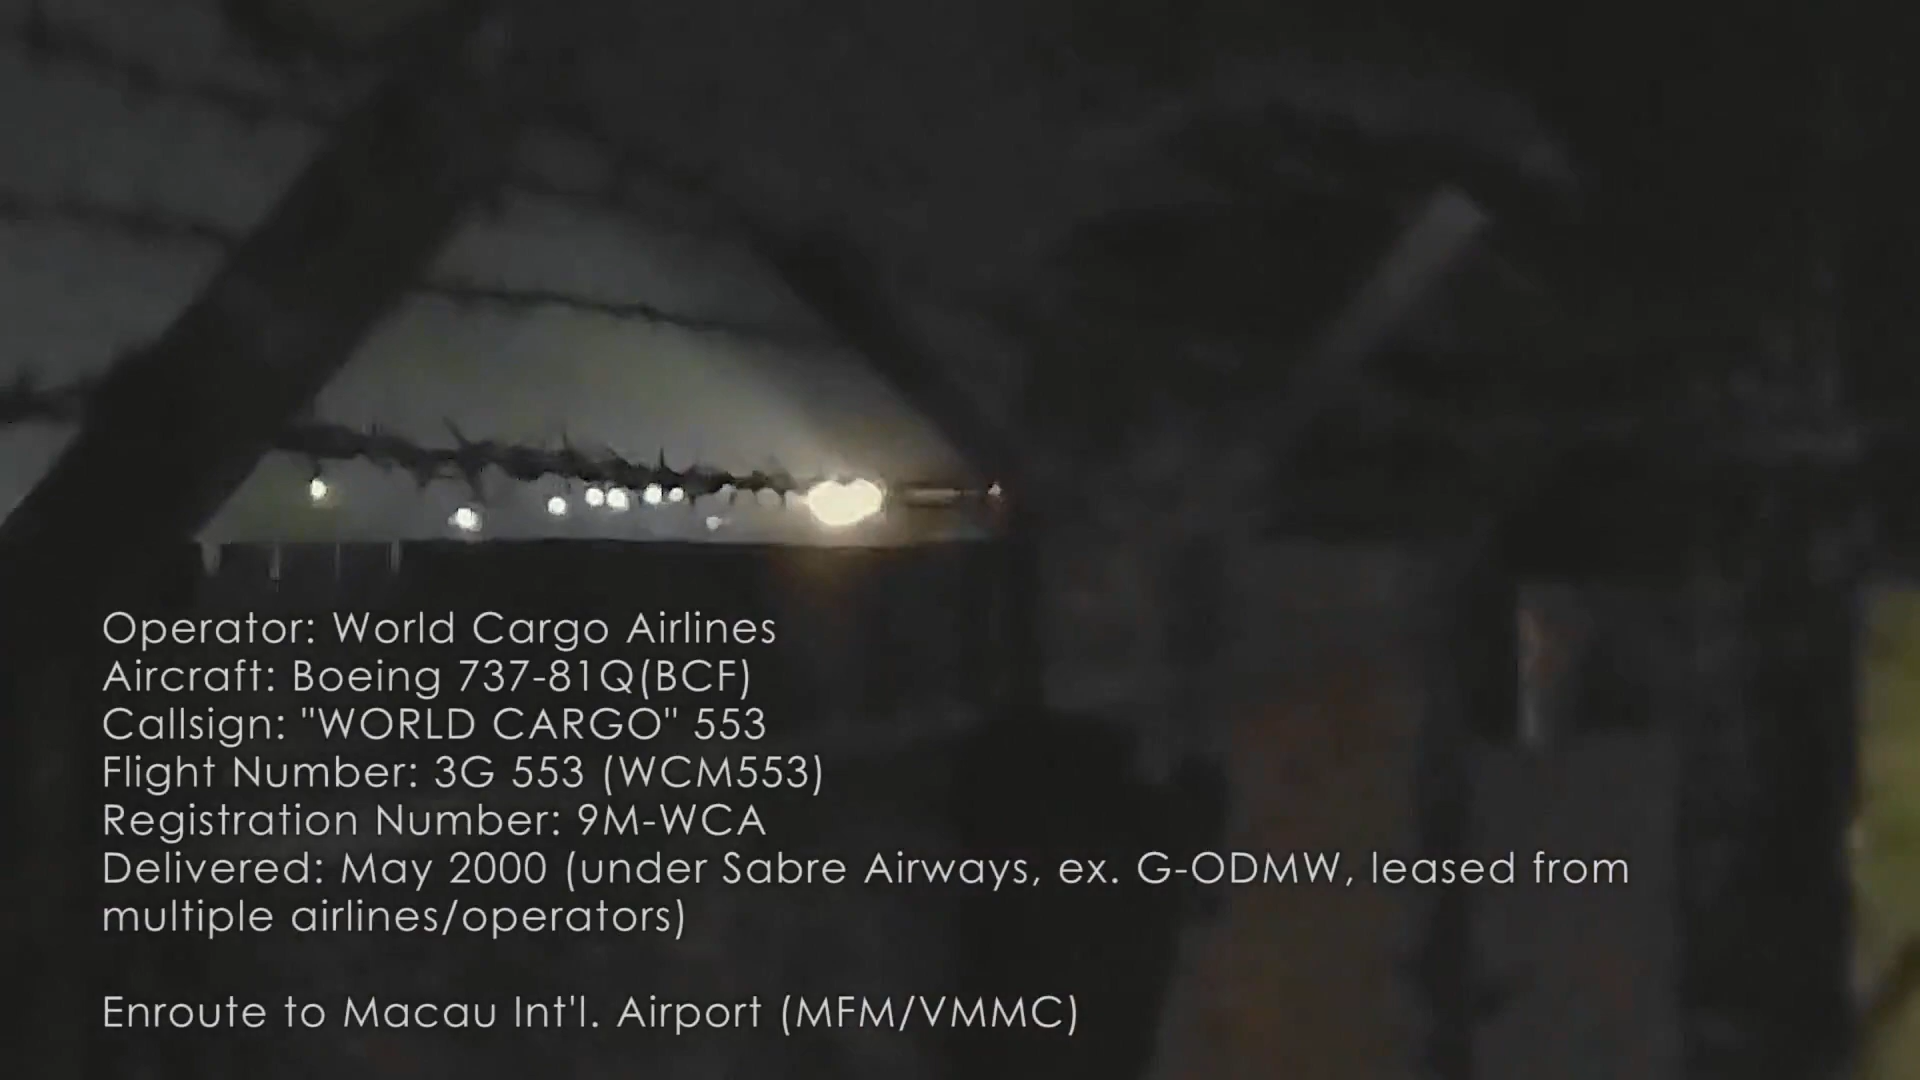 Operator: World Cargo Airlines
Aircraft: Boeing 737-81Q(BCF)
Callsign: "WORLD CARGO" 553
Flight Number: 3G 553 (WCM553)
Registration Number: 9M-WCA
Delivered: May 2000 (under Sabre Airways, ex. G-ODMW, leased from
multiple airlines/operators)
Enroute to Macau Int'l. Airport (MFM/VMMC)